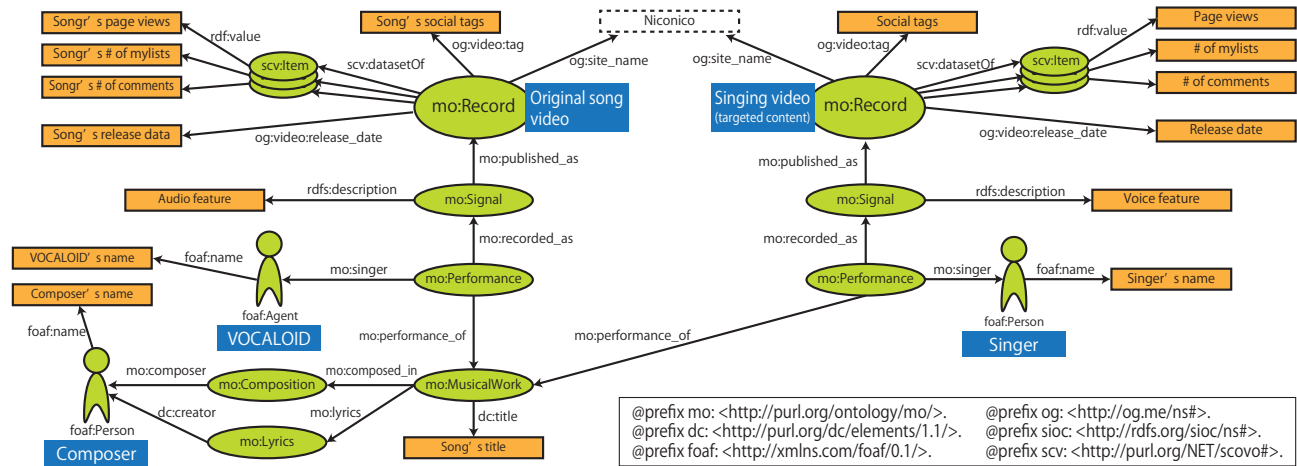 Songr's page views
Songr's # of mylists
Songr's # of comments
Song's release data
rdf:value
scv:Item
scv:datasetOf
Song's social tags
og:video:tag
Niconico
og:site_name
mo:Record
Original song
video
og:video:release_date
mo:published_as
Audio feature
rdfs:description
mo:Signal
mo:recorded_as
VOCALOID's name
foaf:name
mo:singer
mo:Performance
foaf:Agent
VOCALOID
Composer's name
foaf:name
mo:performance_of
foaf:Person
Composer
mo:composer
mo:Composition
mo:composed_in
mo:MusicalWork
dc:creator
mo:Lyrics
mo:lyrics
dc:title
Song's title
og:site_name
Social tags
og:video:tag
scv:datasetOf
scv:Item
rdf:value
Page views
# of mylists
# of comments
Release date
Singing video
(targeted content)
mo:Record
og:video:release_date
mo:published_as
mo:Signal
rdfs:description
Voice feature
mo:recorded_as
mo:Performance
mo:singer
foaf:name
Singer's name
foaf:Person
Singer
mo:performance_of
@prefix mo: <http://purl.org/ontology/mo/>.
@prefix dc: <http://purl.org/dc/elements/1.1/>.
@prefix foaf: <http://xmlns.com/foaf/0.1/>.
@prefix og: <http://og.me/ns#>.
@prefix sioc: <http://rdfs.org/sioc/ns#>.
@prefix scv: <http://purl.org/NET/scovo#>.